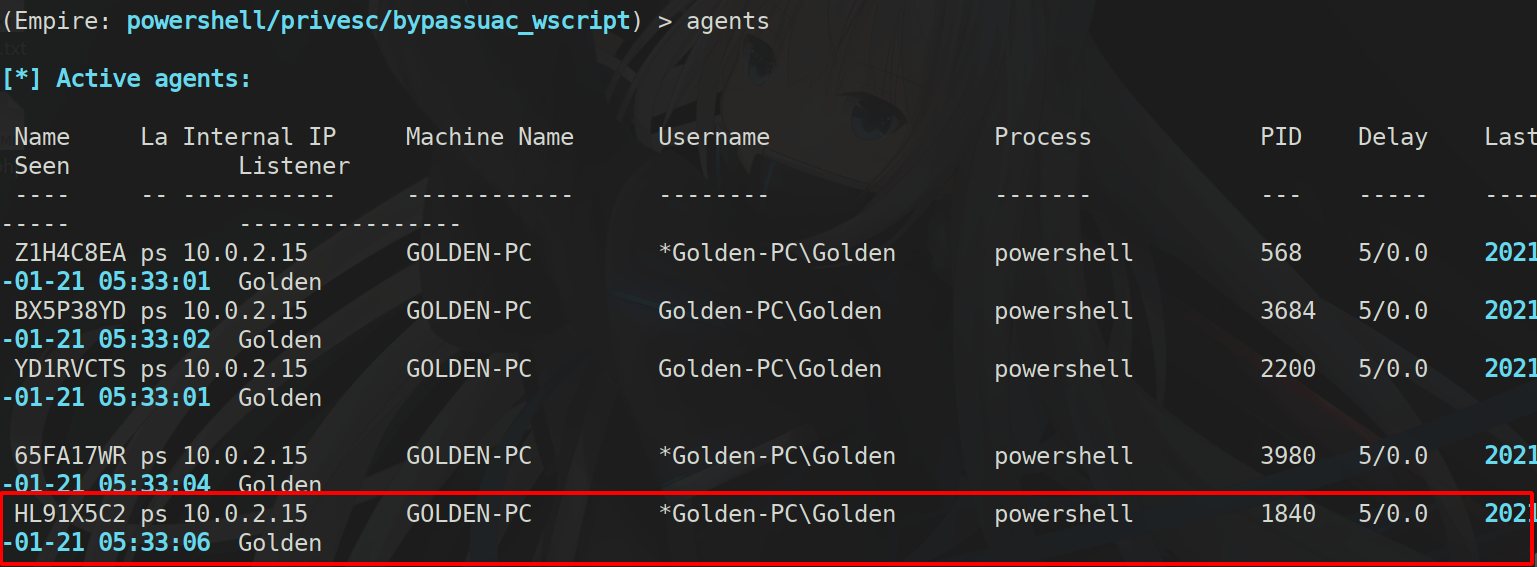 (Empire: powershell/privesc/bypassuac_wscript) > agents
[*] Active agents:
Name     La Internal IP     Machine Name      Username                Process            PID    Delay    Last
Seen            Listener
----     -- -----------     ------------      --------                -------            ---    -----    ----
-----            ----------------
Z1H4C8EA ps 10.0.2.15       GOLDEN-PC         *Golden-PC\Golden       powershell         568    5/0.0    2021
-01-21 05:33:01  Golden
BX5P38YD ps 10.0.2.15       GOLDEN-PC         Golden-PC\Golden        powershell         3684   5/0.0    2021
-01-21 05:33:02  Golden
YD1RVCTS ps 10.0.2.15       GOLDEN-PC         Golden-PC\Golden        powershell         2200   5/0.0    2021
-01-21 05:33:01  Golden
65FA17WR ps 10.0.2.15       GOLDEN-PC         *Golden-PC\Golden       powershell         3980   5/0.0    2021
-01-21 05:33:04  Golden
HL91X5C2 ps 10.0.2.15       GOLDEN-PC         *Golden-PC\Golden       powershell         1840   5/0.0    2021
-01-21 05:33:06  Golden